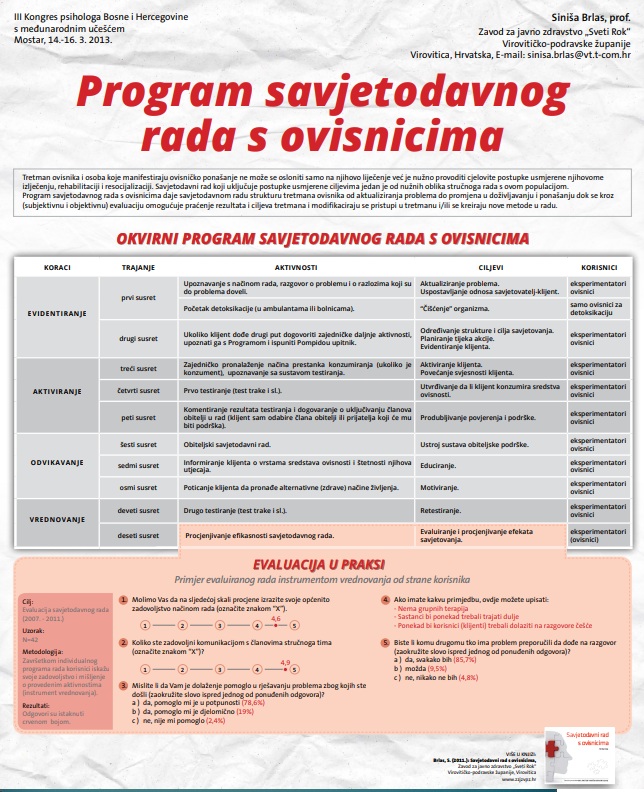 III Kongres psihologa Bosne i Hercegovine
s međunarodnim učešćem
Mostar, 14.-16. 3. 2013.
Siniša Brlas, prof.
Zavod za javno zdravstvo „Sveti Rok“
Virovitičko-podravske županije
Virovitica, Hrvatska, E-mail: sinisa.brlas@vt.t-com.hr
Program savjetodavnog
rada s ovisnicima
Tretman ovisnika i osoba koje manifestiraju ovisničko ponašanje ne može se osloniti samo na njihovo liječenje već je nužno provoditi cjelovite postupke usmjerene njihovome
izlječenju, rehabilitaciji i resocijalizaciji. Savjetodavni rad koji uključuje postupke usmjerene ciljevima jedan je od nužnih oblika stručnoga rada s ovom populacijom.
Program savjetodavnog rada s ovisnicima daje savjetodavnom radu strukturu tretmana ovisnika od aktualiziranja problema do promjena u doživljavanju i ponašanju dok se kroz
(subjektivnu i objektivnu) evaluaciju omogućuje praćenje rezultata i ciljeva tretmana i modificiraju se pristupi u tretmanu i/ili se kreiraju nove metode u radu.
OKVIRNI PROGRAM SAVJETODAVNOG RADA S OVISNICIMA
KORACI TRAJANJE AKTIVNOSTI CILJEVI KORISNICI
EVIDENTIRANJE
prvi susret
Upoznavanje s načinom rada, razgovor o problemu i o razlozima koji su
do problema doveli.
Aktualiziranje problema.
Uspostavljanje odnosa savjetovatelj-klijent.
eksperimentatori
ovisnici
Početak detoksikacije (u ambulantama ili bolnicama).
"Čišćenje" organizma.
samo ovisnici za
detoksikaciju
drugi susret
Ukoliko klijent dođe drugi put dogovoriti zajedničke daljnje aktivnosti,
upoznati ga s Programom i ispuniti Pompidou upitnik.
Određivanje strukture i cilja savjetovanja.
Planiranje tijeka akcije.
Evidentiranje klijenta.
eksperimentatori
ovisnici
AKTIVIRANJE
treći susret
Zajedničko pronalaženje načina prestanka konzumiranja (ukoliko je
konzument), upoznavanje sa sustavom testiranja.
Aktiviranje klijenta.
Povećanje svjesnosti klijenta.
eksperimentatori
ovisnici
četvrti susret
Prvo testiranje (test trake i sl.).
Utvrđivanje da li klijent konzumira sredstva
ovisnosti.
eksperimentatori
ovisnici
peti susret
Komentiranje rezultata testiranja i dogovaranje o uključivanju članova
obitelji u rad (klijent sam odabire člana obitelji ili prijatelja koji će mu
biti podrška).
Produbljivanje povjerenja i podrške.
eksperimentatori
ovisnici
ODVIKAVANJE
šesti susret
Obiteljski savjetodavni rad.
Ustroj sustava obiteljske podrške.
eksperimentatori
ovisnici
sedmi susret
Informiranje klijenta o vrstama sredstava ovisnosti i štetnosti njihova
utjecaja.
Educiranje.
eksperimentatori
ovisnici
osmi susret
Poticanje klijenta da pronađe alternativne (zdrave) načine življenja.
Motiviranje.
eksperimentatori
ovisnici
VREDNOVANJE
deveti susret
Drugo testiranje (test trake i sl.).
Retestiranje.
eksperimentatori
ovisnici
deseti susret
Procjenjivanje efikasnosti savjetodavnog rada.
Evaluiranje i procjenjivanje efekata
savjetovanja.
eksperimentatori
(ovisnici)
EVALUACIJA U PRAKSI
Primjer evaluiranog rada instrumentom vrednovanja od strane korisnika
Cilj:
Evaluacija savjetodavnog rada
(2007. - 2011.)
Uzorak:
N=42
Metodologija:
Završetkom individualnog
programa rada korisnici iskažu
svoje zadovoljstvo i mišljenje
o provedenim aktivnostima
(instrument vrednovanja).
Rezultati:
Odgovori su istaknuti
crvenom bojom.
1. Molimo Vas da na sljedećoj skali procjene izrazite svoje općenito
zadovoljstvo načinom rada (označite znakom "X").
4,6
1 2 3 4 5
2. Koliko ste zadovoljni komunikacijom s članovima stručnoga tima
(označite znakom "X")?
4,9
1 2 3 4 5
3. Mislite li da Vam je dolaženje pomoglo u rješavanju problema zbog kojih ste
došli (zaokružite slovo ispred jednog od ponuđenih odgovora)?
a ) da, pomoglo mi je u potpunosti (78,6%)
b ) da, pomoglo mi je djelomično (19%)
c ) ne, nije mi pomoglo (2,4%)
4. Ako imate kakvu primjedbu, ovdje možete upisati:
- Nema grupnih terapija
- Sastanci bi ponekad trebali trajati dulje
- Ponekad bi korisnici (klijenti) trebali dolaziti na razgovore češće
5. Biste li komu drugomu tko ima problem preporučili da dođe na razgovor
(zaokružite slovo ispred jednog od ponuđenih odgovora)?
a ) da, svakako bih (85,7%)
b ) možda (9,5%)
c ) ne, nikako ne bih (4,8%)
VIŠE U KNJIZI:
Brlas, S. (2011.): Savjetodavni rad s ovisnicima,
Zavod za javno zdravstvo „Sveti Rok“
Virovitičko-podravske županije, Virovitica
www.zzjzvpz.hr
Savjetodavni rad
s ovisnicima